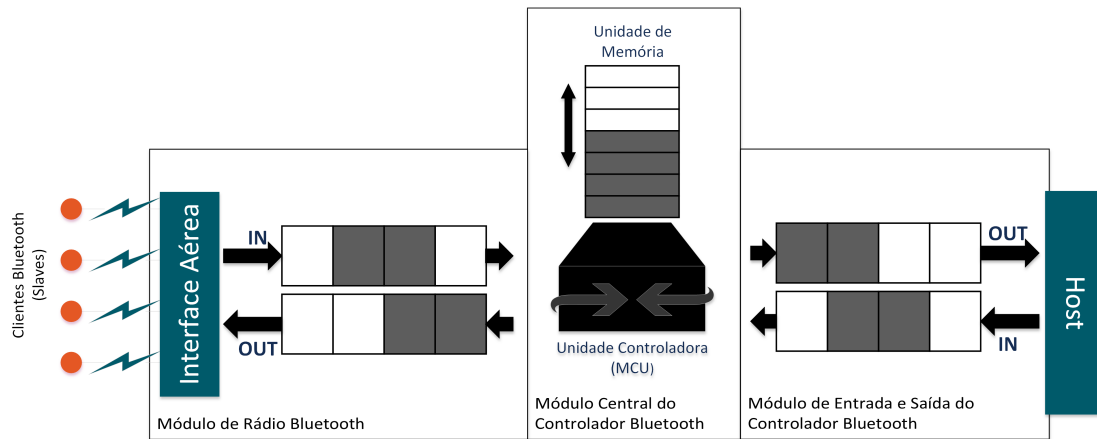 Unidade de
Memória
Clientes Bluetooth
(Slaves)
Interface Aérea
IN
OUT
Unidade Controladora
(MCU)
OUT
IN
Host
Módulo de Rádio Bluetooth
Módulo Central do
Controlador Bluetooth
Módulo de Entrada e Saída do
Controlador Bluetooth